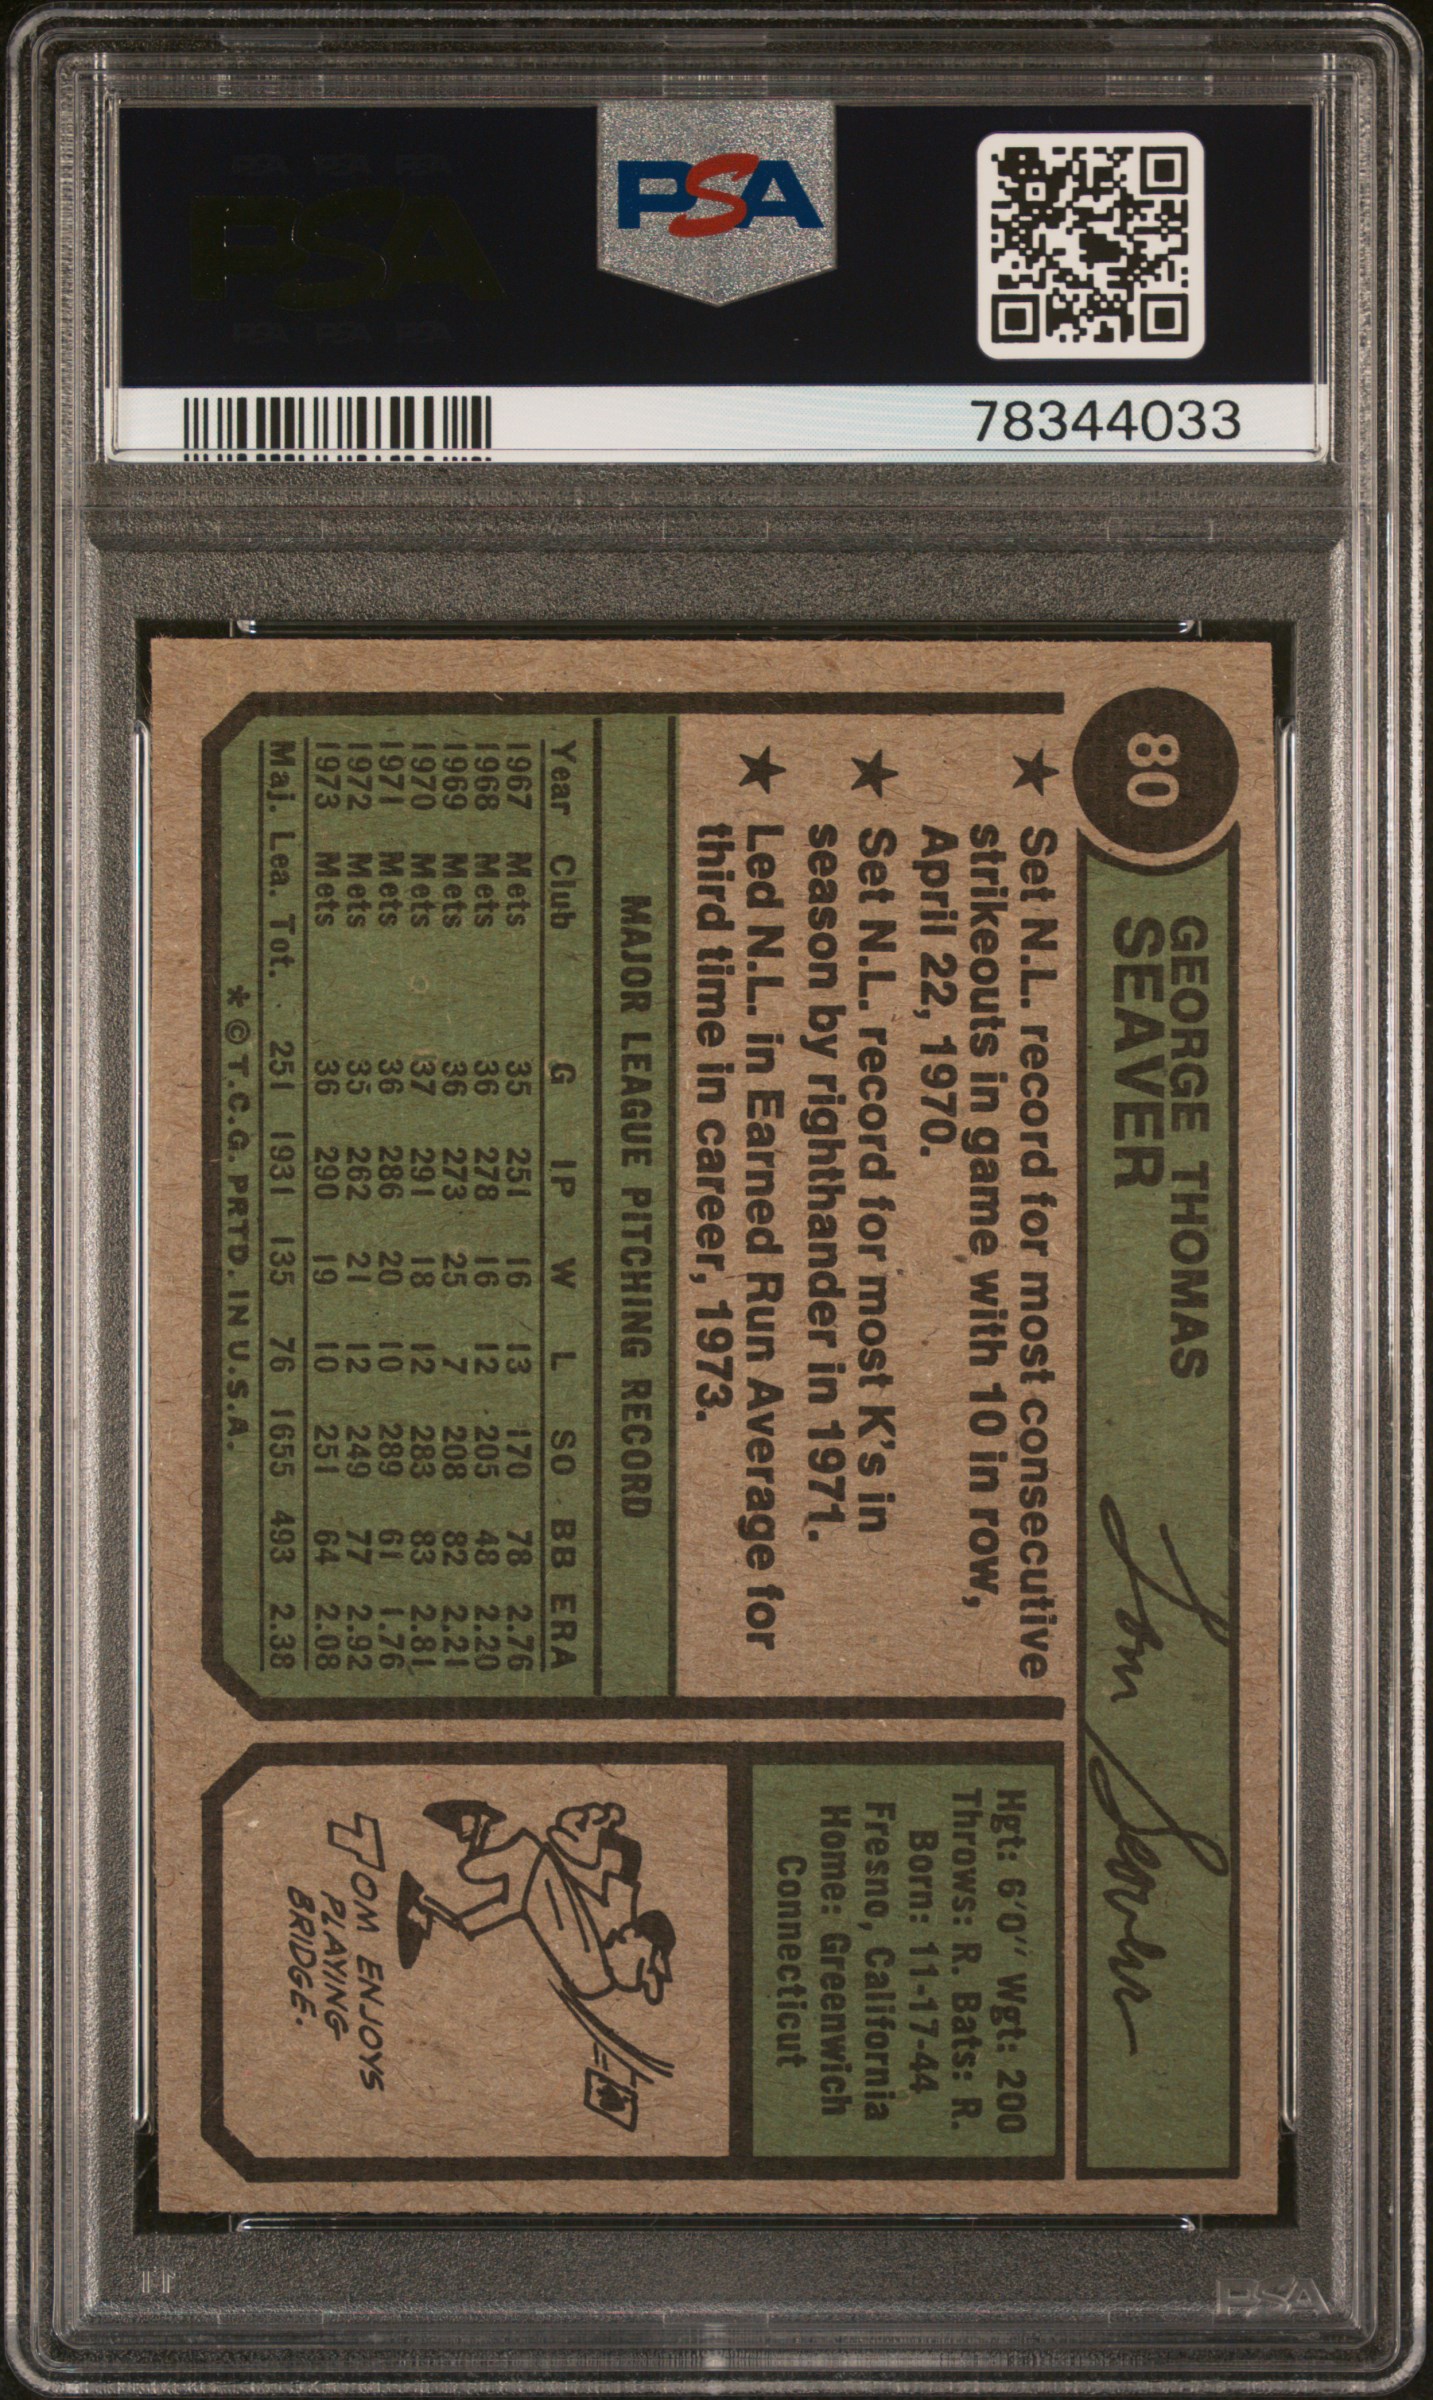 PSA PSA PSA
PSA
PSA PSA PSA
PSA
78344033
80
GEORGE THOMAS
SEAVER
Tom Seaver
★ Set N.L. record for most consecutive
strikeouts in game with 10 in row,
April 22, 1970.
★ Set N.L. record for most K's in
season by righthander in 1971.
★ Led N.L. in Earned Run Average for
third time in career, 1973.
MAJOR LEAGUE PITCHING RECORD
Year Club G IP W L SO BB ERA
1967 Mets 35 251 16 13 170 78 2.76
1968 Mets 36 278 16 12 205 48 2.20
1969 Mets 36 273 25 7 208 82 2.21
1970 Mets 37 291 18 12 283 83 2.81
1971 Mets 36 286 20 10 289 61 1.76
1972 Mets 35 262 21 12 249 77 2.92
1973 Mets 36 290 19 10 251 64 2.08
Maj. Lea. Tot. 251 1931 135 76 1655 493 2.38
* © T.C.G. PRTD. IN U.S.A.
Hgt: 6'0" Wgt: 200
Throws: R. Bats: R.
Born: 11-17-44
Fresno, California
Home: Greenwich
Connecticut
TOM ENJOYS
PLAYING
BRIDGE.
PSA